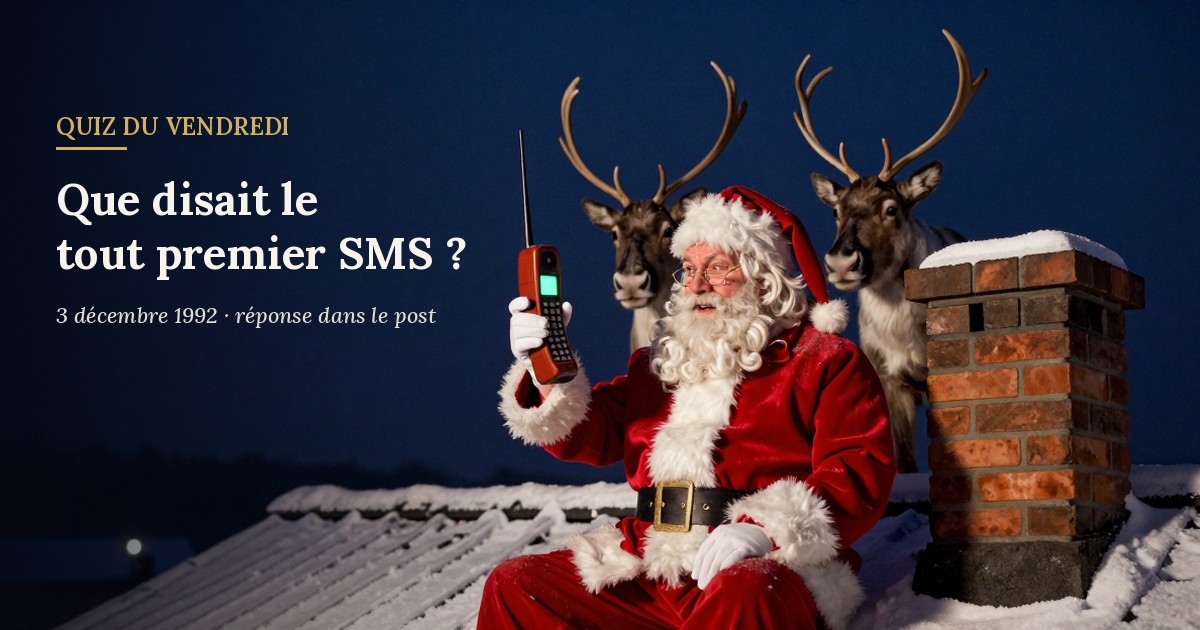 QUIZ DU VENDREDI
Que disait le
tout premier SMS ?
3 décembre 1992 · réponse dans le post